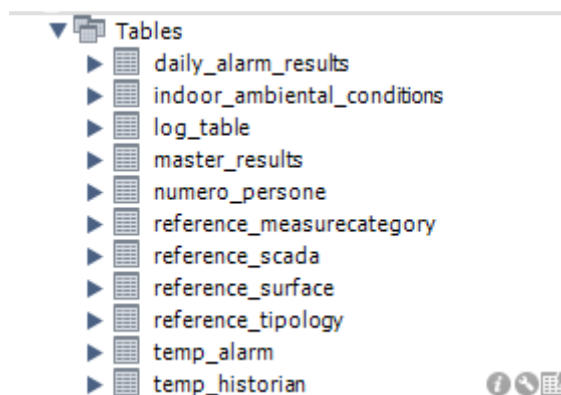 Tables
daily_alarm_results
indoor_ambiental_conditions
log_table
master_results
numero_persone
reference_measurecategory
reference_scada
reference_surface
reference_tipology
temp_alarm
temp_historian